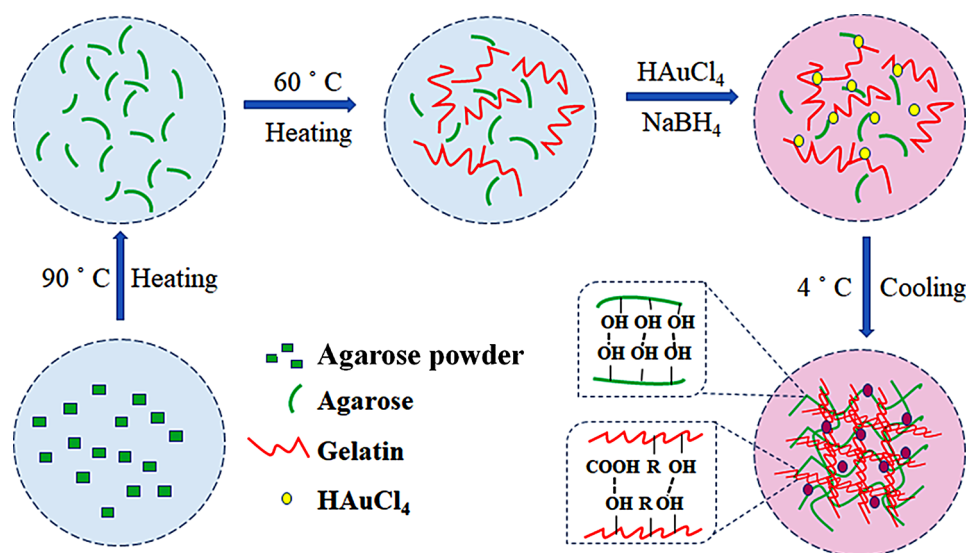 60 ° C
Heating
HAuCl₄
NaBH₄
90 ° C Heating
4 ° C Cooling
OH OH OH
OH OH OH
COOH R OH
OH R OH
Agarose powder
Agarose
Gelatin
HAuCl₄